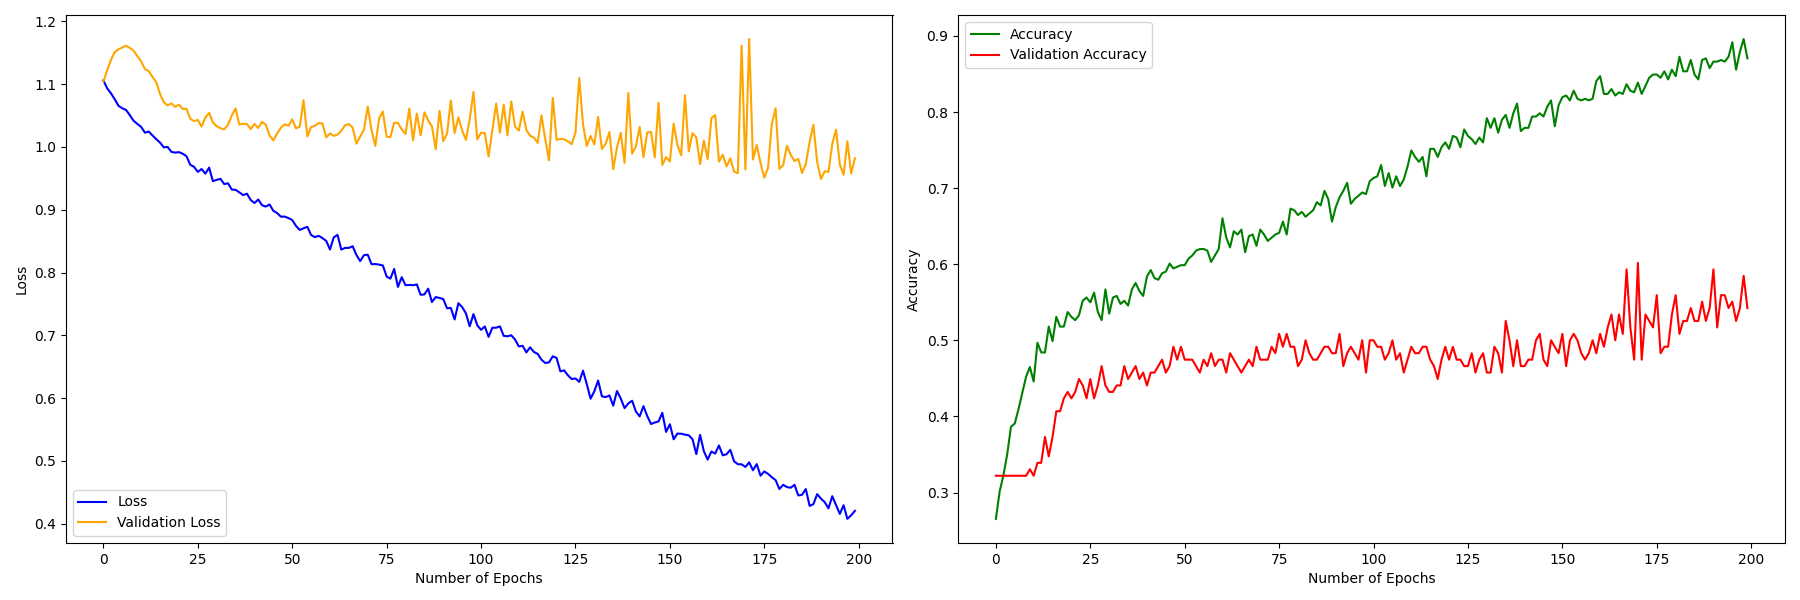 1.2
1.1
1.0
0.9
0.8
0.7
0.6
0.5
0.4
Loss
Loss
Validation Loss
0 25 50 75 100 125 150 175 200
Number of Epochs
Accuracy
Validation Accuracy
0.9
0.8
0.7
0.6
0.5
0.4
0.3
Accuracy
0 25 50 75 100 125 150 175 200
Number of Epochs